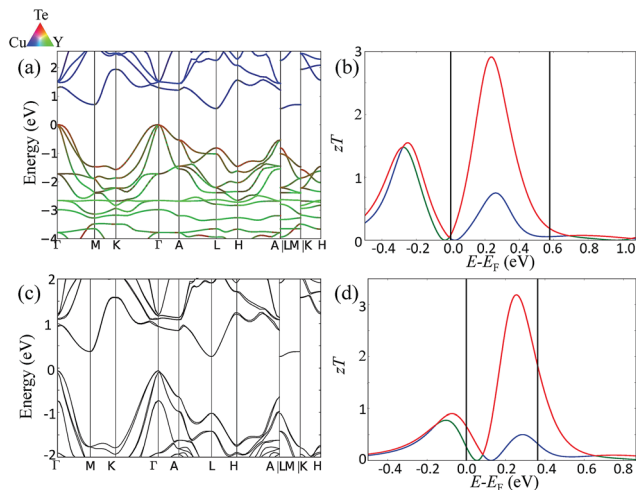 Te
Cu Y
(a)
2
1
0
−1
−2
−3
−4
Energy (eV)
Γ M K Γ A L H A |LM |K H
(b)
3
2
1
0
zT
-0.4 -0.2 0.0 0.2 0.4 0.6 0.8 1.0
E-EF (eV)
(c)
2
1
0
-1
-2
Energy (eV)
Γ M K Γ A L H A |LM |K H
(d)
3
2
1
0
zT
-0.4 -0.2 0.0 0.2 0.4 0.6 0.8
E-EF (eV)